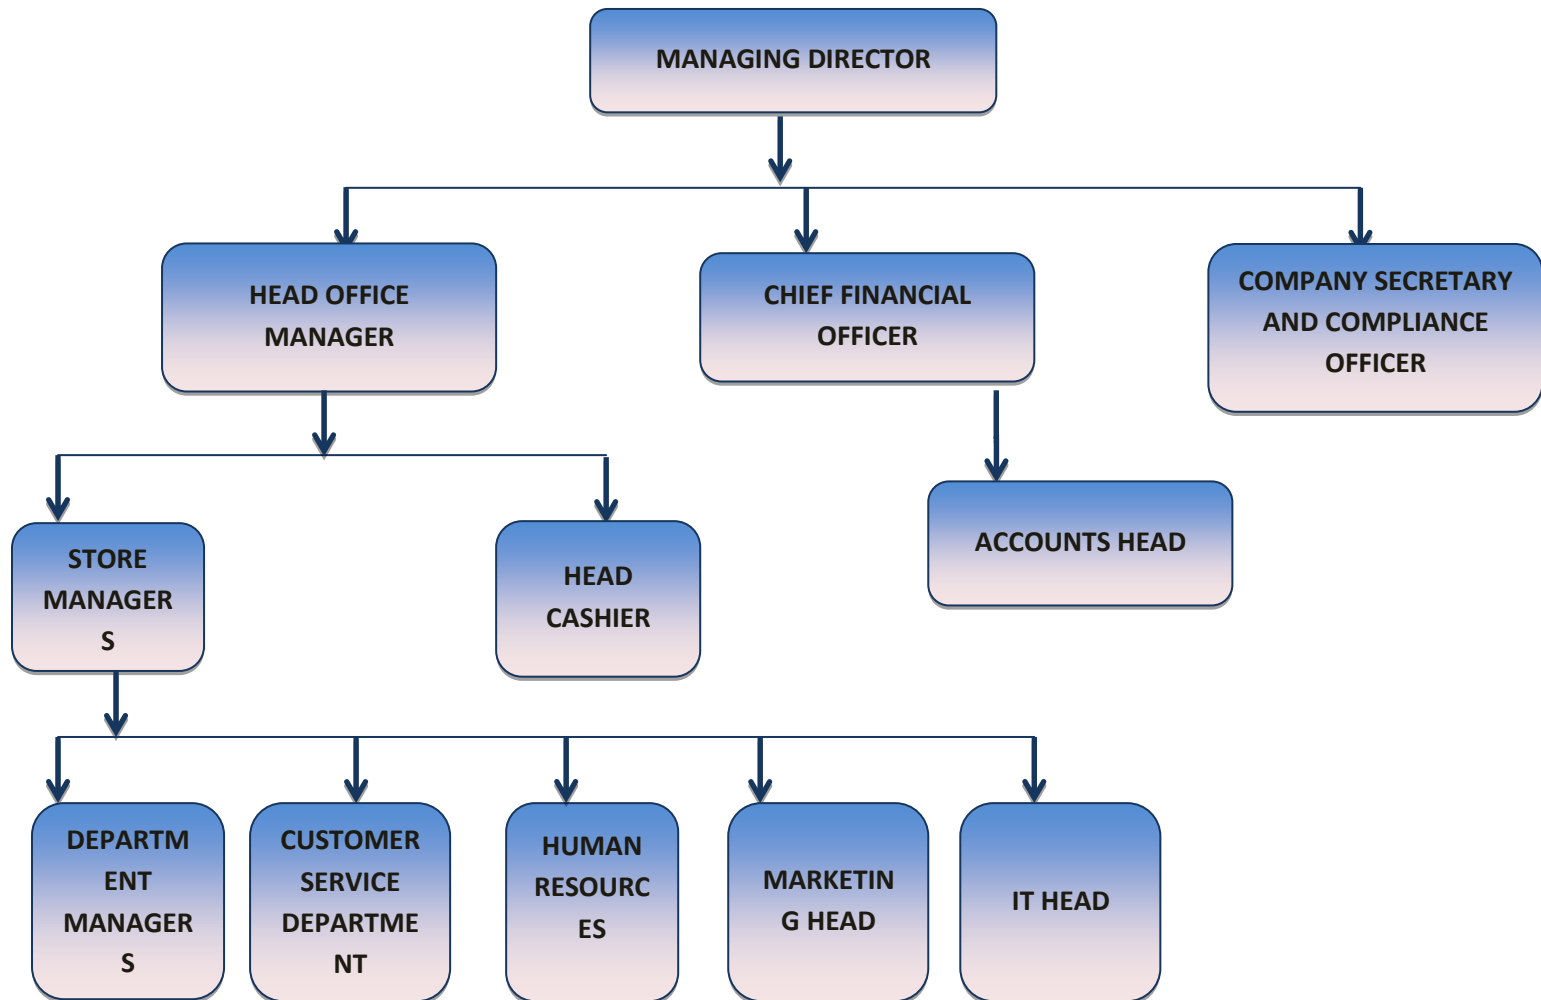 MANAGING DIRECTOR
HEAD OFFICE
MANAGER
CHIEF FINANCIAL
OFFICER
COMPANY SECRETARY
AND COMPLIANCE
OFFICER
STORE
MANAGER
S
HEAD
CASHIER
ACCOUNTS HEAD
DEPARTM
ENT
MANAGER
S
CUSTOMER
SERVICE
DEPARTME
NT
HUMAN
RESOURC
ES
MARKETIN
G HEAD
IT HEAD